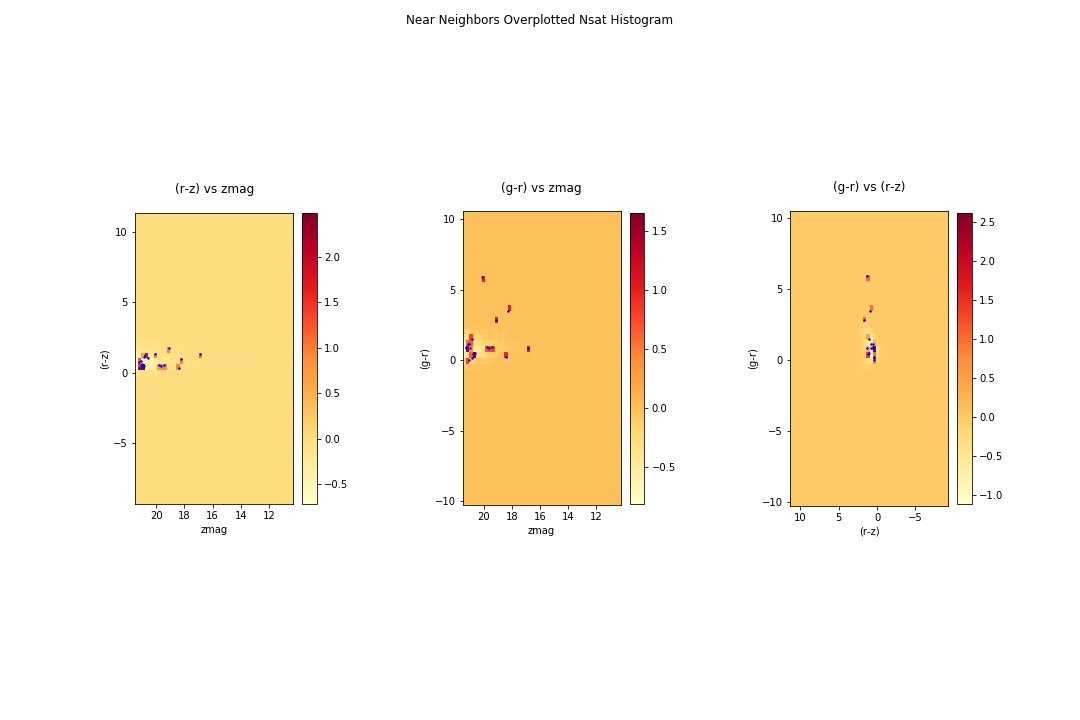 Near Neighbors Overplotted Nsat Histogram
(r-z) vs zmag
10
5
0
−5
(r-z)
20 18 16 14 12
zmag
2.0
1.5
1.0
0.5
0.0
−0.5
(g-r) vs zmag
10
5
0
−5
−10
(g-r)
20 18 16 14 12
zmag
1.5
1.0
0.5
0.0
−0.5
(g-r) vs (r-z)
10
5
0
−5
−10
(g-r)
10 5 0 −5
(r-z)
2.5
2.0
1.5
1.0
0.5
0.0
−0.5
−1.0